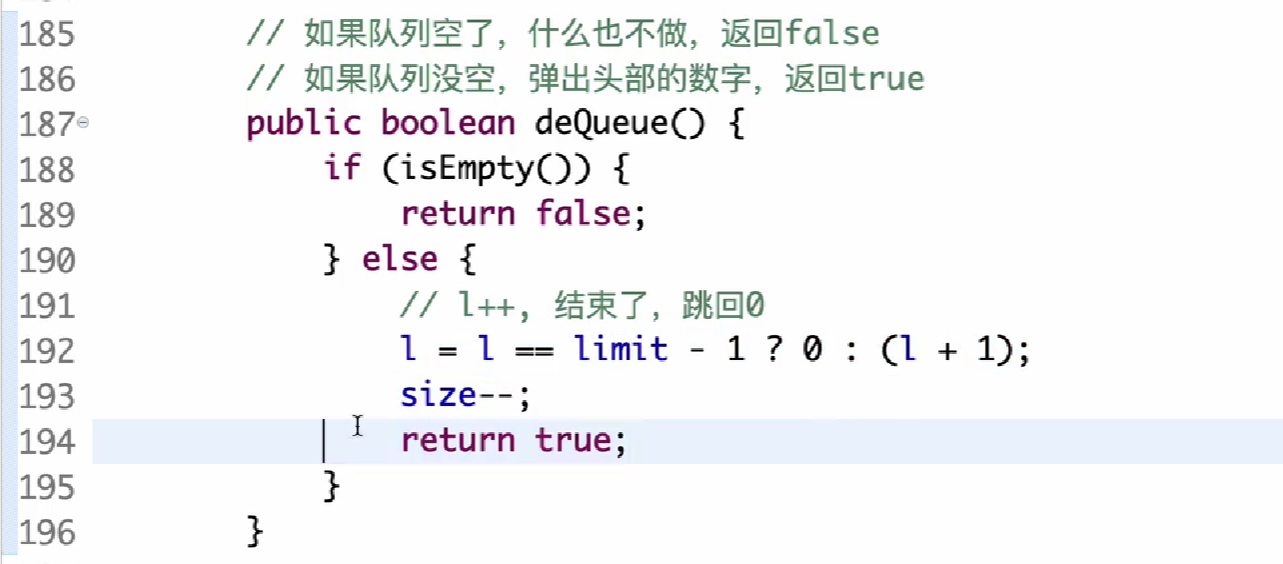 185 // 如果队列空了，什么也不做，返回false
186 // 如果队列没空，弹出头部的数字，返回true
187 public boolean deQueue() {
188 if (isEmpty()) {
189 return false;
190 } else {
191 // l++, 结束了，跳回0
192 l = l == limit - 1 ? 0 : (l + 1);
193 size--;
194 return true;
195 }
196 }